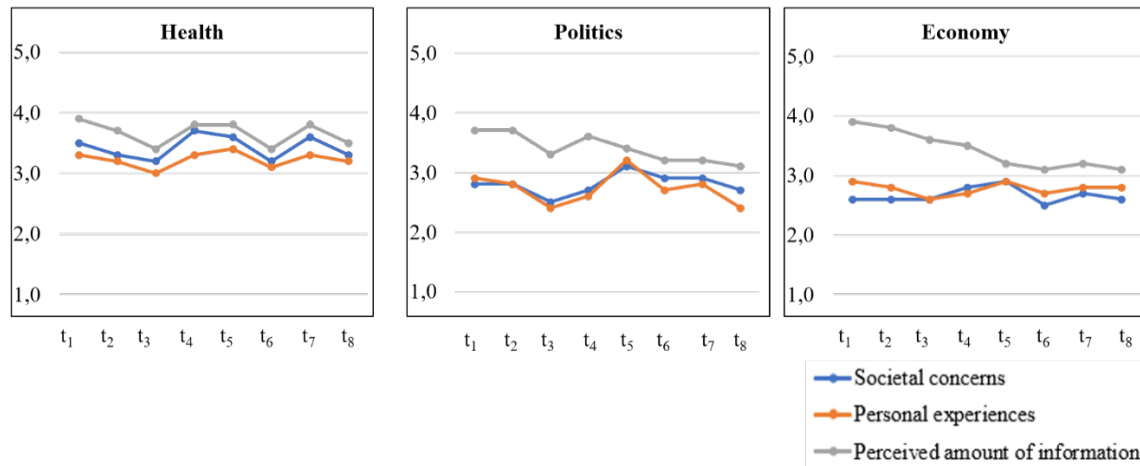 Health
5,0
4,0
3,0
2,0
1,0
t1 t2 t3 t4 t5 t6 t7 t8
Politics
5,0
4,0
3,0
2,0
1,0
t1 t2 t3 t4 t5 t6 t7 t8
Economy
5,0
4,0
3,0
2,0
1,0
t1 t2 t3 t4 t5 t6 t7 t8
Societal concerns
Personal experiences
Perceived amount of information